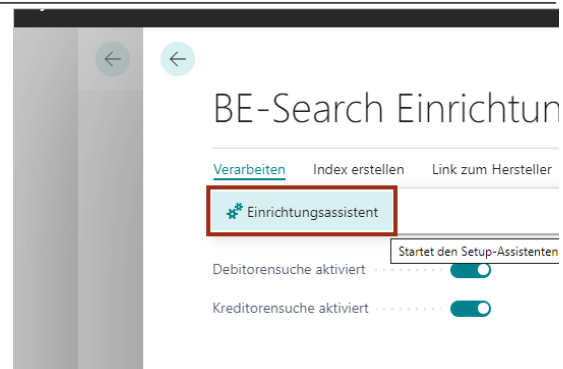 BE-Search Einrichtun
Verarbeiten Index erstellen Link zum Hersteller
Einrichtungsassistent
Startet den Setup-Assistenten
Debitorensuche aktiviert
Kreditorensuche aktiviert